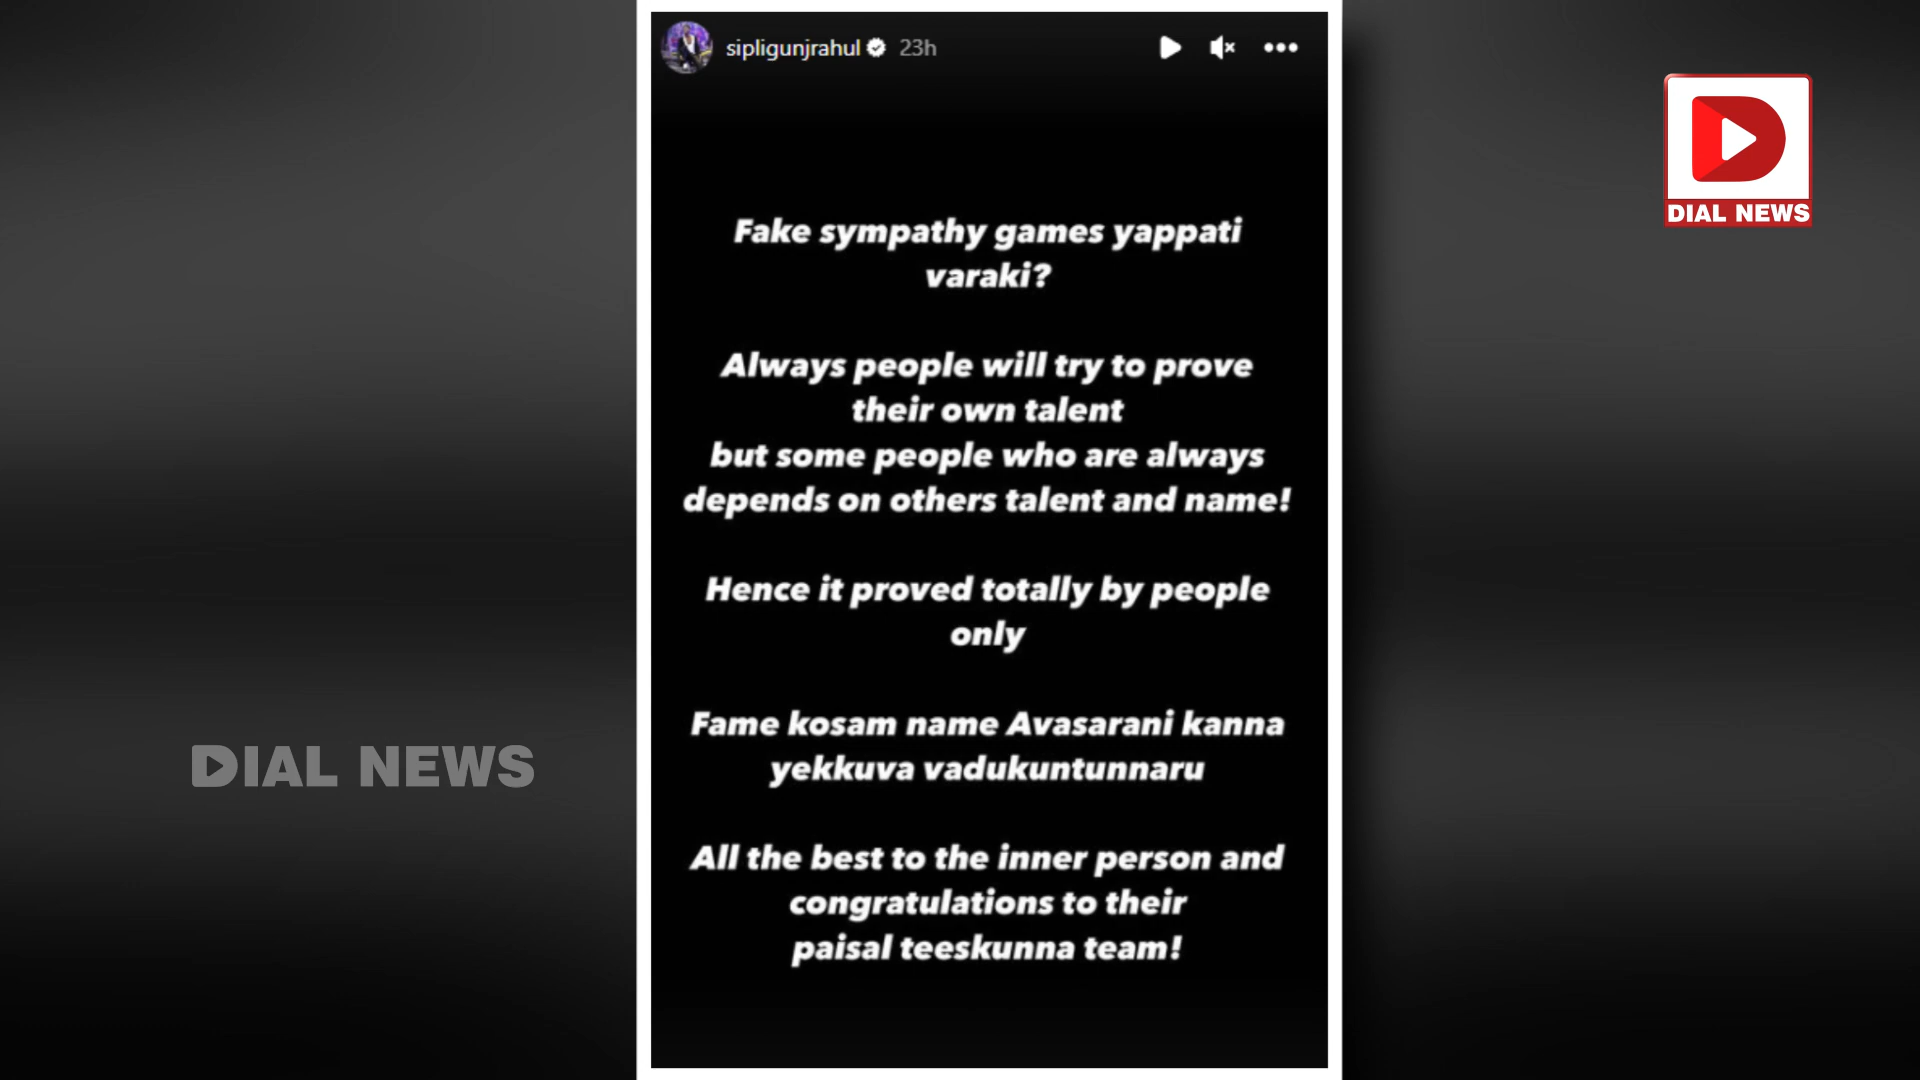 sipligunjrahul 23h
DIAL NEWS
Fake sympathy games yappati
varaki?
Always people will try to prove
their own talent
but some people who are always
depends on others talent and name!
Hence it proved totally by people
only
Fame kosam name Avasarani kanna
yekkuva vadukuntunnaru
DIAL NEWS
All the best to the inner person and
congratulations to their
paisal teeskunna team!